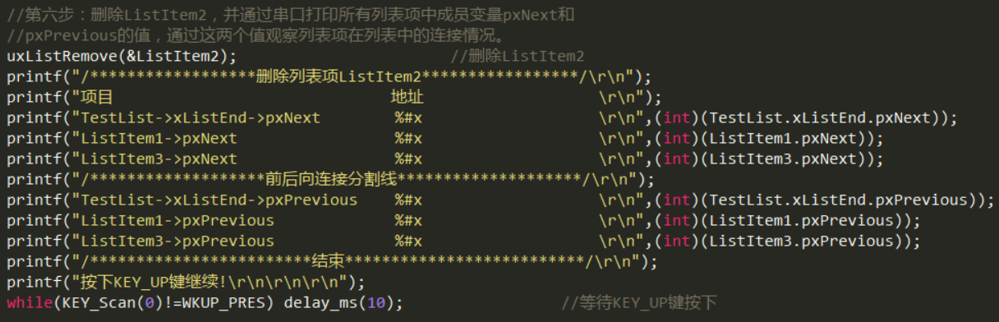 //第六步：删除ListItem2，并通过串口打印所有列表项中成员变量pxNext和
//pxPrevious的值，通过这两个值观察列表项在列表中的连接情况。
uxListRemove(&ListItem2);                         //删除ListItem2
printf("/******************删除列表项ListItem2*****************/\r\n");
printf("项目                              地址                   \r\n");
printf("TestList->xListEnd->pxNext        %#x                    \r\n",(int)(TestList.xListEnd.pxNext));
printf("ListItem1->pxNext                 %#x                    \r\n",(int)(ListItem1.pxNext));
printf("ListItem3->pxNext                 %#x                    \r\n",(int)(ListItem3.pxNext));
printf("/*******************前后向连接分割线********************/\r\n");
printf("TestList->xListEnd->pxPrevious    %#x                    \r\n",(int)(TestList.xListEnd.pxPrevious));
printf("ListItem1->pxPrevious             %#x                    \r\n",(int)(ListItem1.pxPrevious));
printf("ListItem3->pxPrevious             %#x                    \r\n",(int)(ListItem3.pxPrevious));
printf("/************************结束**************************/\r\n");
printf("按下KEY_UP键继续!\r\n\r\n\r\n");
while(KEY_Scan(0)!=WKUP_PRES) delay_ms(10);                  //等待KEY_UP键按下